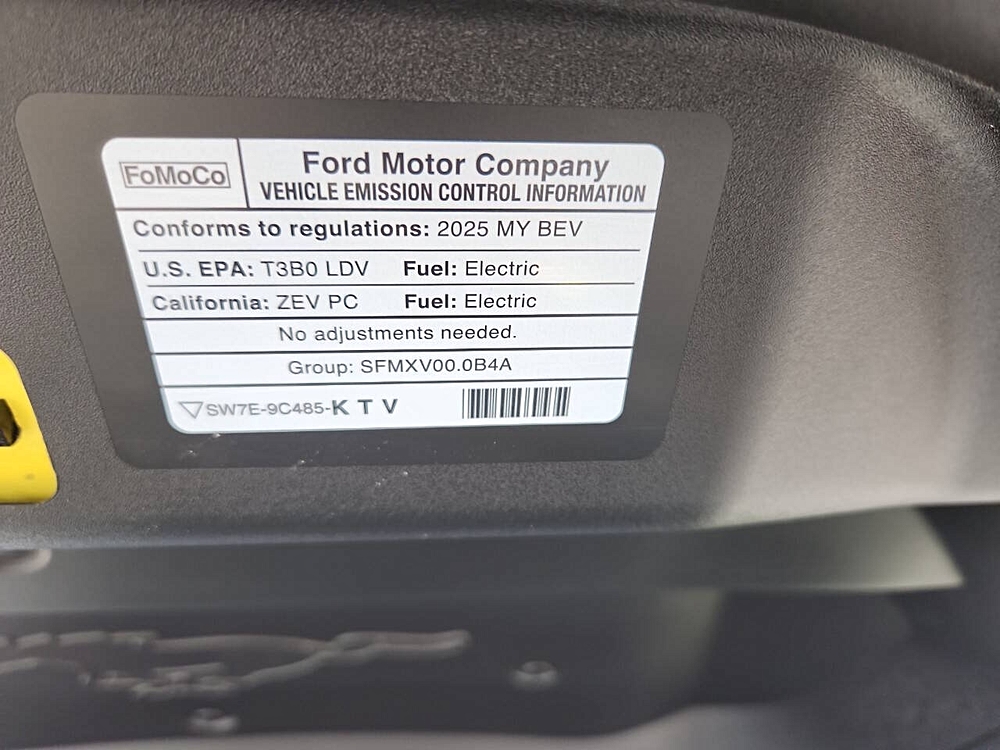 FoMoCo
Ford Motor Company
VEHICLE EMISSION CONTROL INFORMATION
Conforms to regulations: 2025 MY BEV
U.S. EPA: T3B0 LDV Fuel: Electric
California: ZEV PC Fuel: Electric
No adjustments needed.
Group: SFMXV00.0B4A
SW7E-9C485-KTV